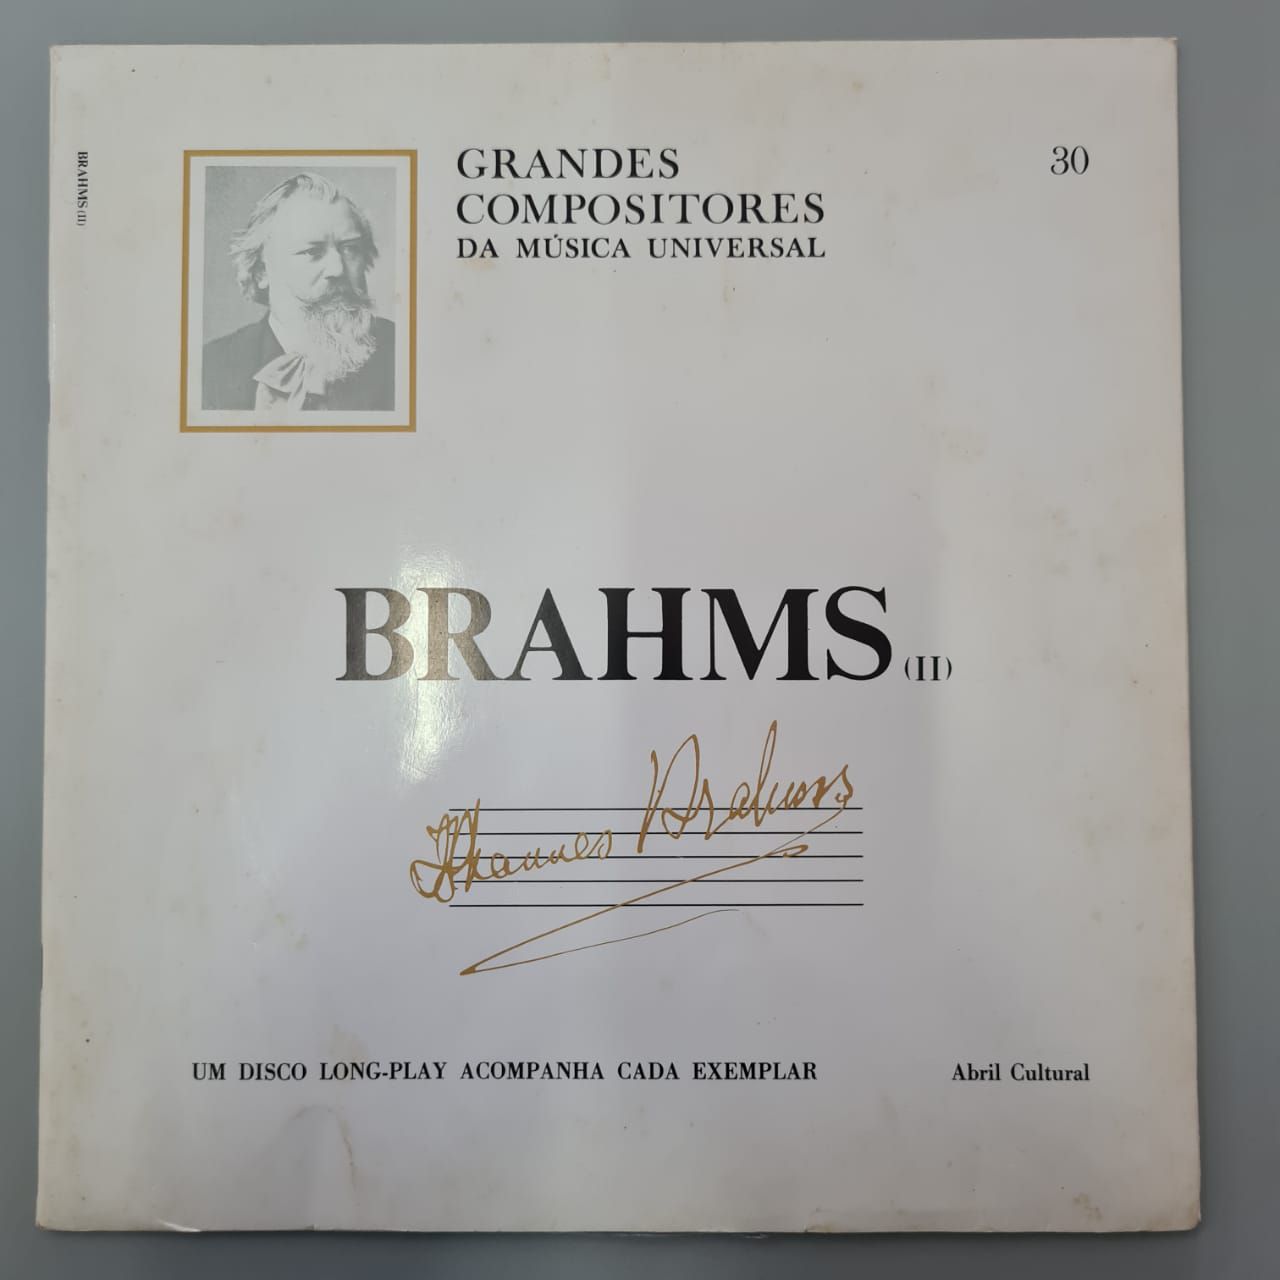 BRAHMS (II)
GRANDES
COMPOSITORES
DA MÚSICA UNIVERSAL
30
BRAHMS (II)
Johannes Brahms
UM DISCO LONG-PLAY ACOMPANHA CADA EXEMPLAR
Abril Cultural